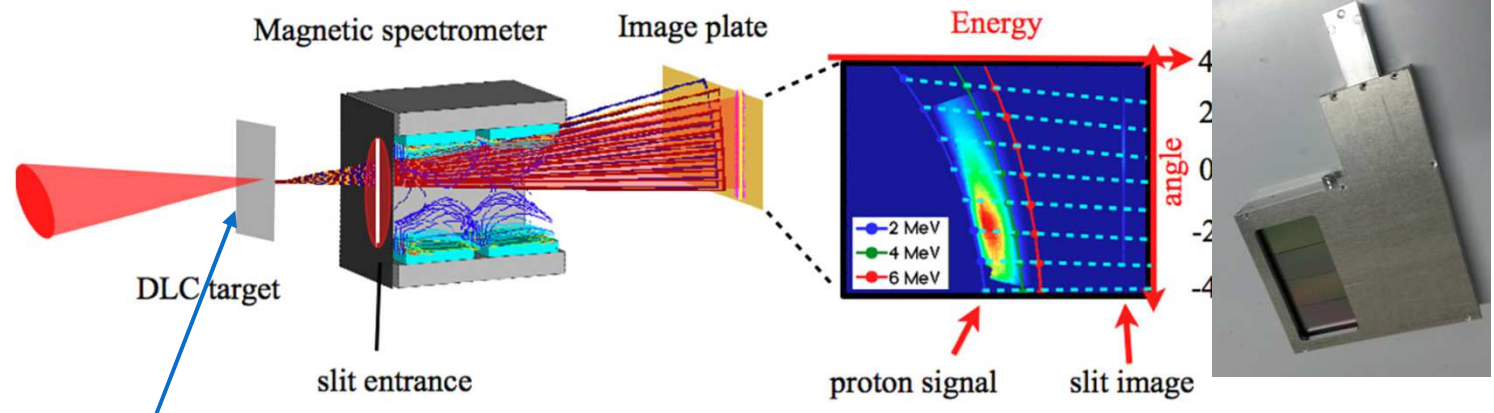 Magnetic spectrometer
Image plate
Energy
DLC target
slit entrance
4
2
0
-2
-4
angle
2 MeV
4 MeV
6 MeV
proton signal
slit image